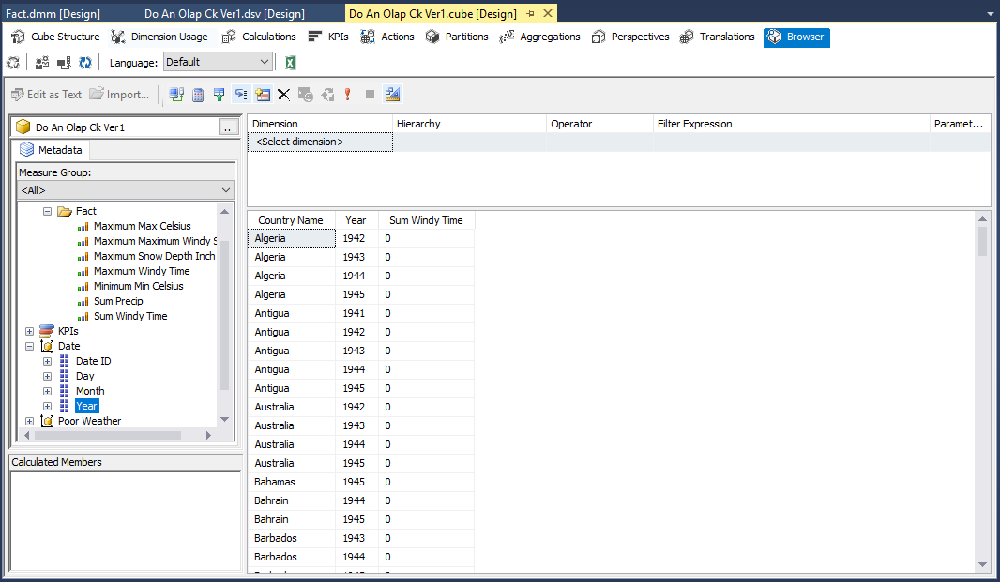 Fact.dmm [Design] Do An Olap Ck Ver1.dsv [Design] Do An Olap Ck Ver1.cube [Design]
Cube Structure Dimension Usage Calculations KPIs Actions Partitions Aggregations Perspectives Translations Browser
Language: Default
Edit as Text Import...
Do An Olap Ck Ver1 ..
Metadata
Measure Group:
<All>
Fact
Maximum Max Celsius
Maximum Maximum Windy S
Maximum Snow Depth Inch
Maximum Windy Time
Minimum Min Celsius
Sum Precip
Sum Windy Time
KPIs
Date
Date ID
Day
Month
Year
Poor Weather
Calculated Members
Dimension Hierarchy Operator Filter Expression Paramet...
<Select dimension>
Country Name Year Sum Windy Time
Algeria 1942 0
Algeria 1943 0
Algeria 1944 0
Algeria 1945 0
Antigua 1941 0
Antigua 1942 0
Antigua 1943 0
Antigua 1944 0
Antigua 1945 0
Australia 1942 0
Australia 1943 0
Australia 1944 0
Australia 1945 0
Bahamas 1945 0
Bahrain 1944 0
Bahrain 1945 0
Barbados 1943 0
Barbados 1944 0